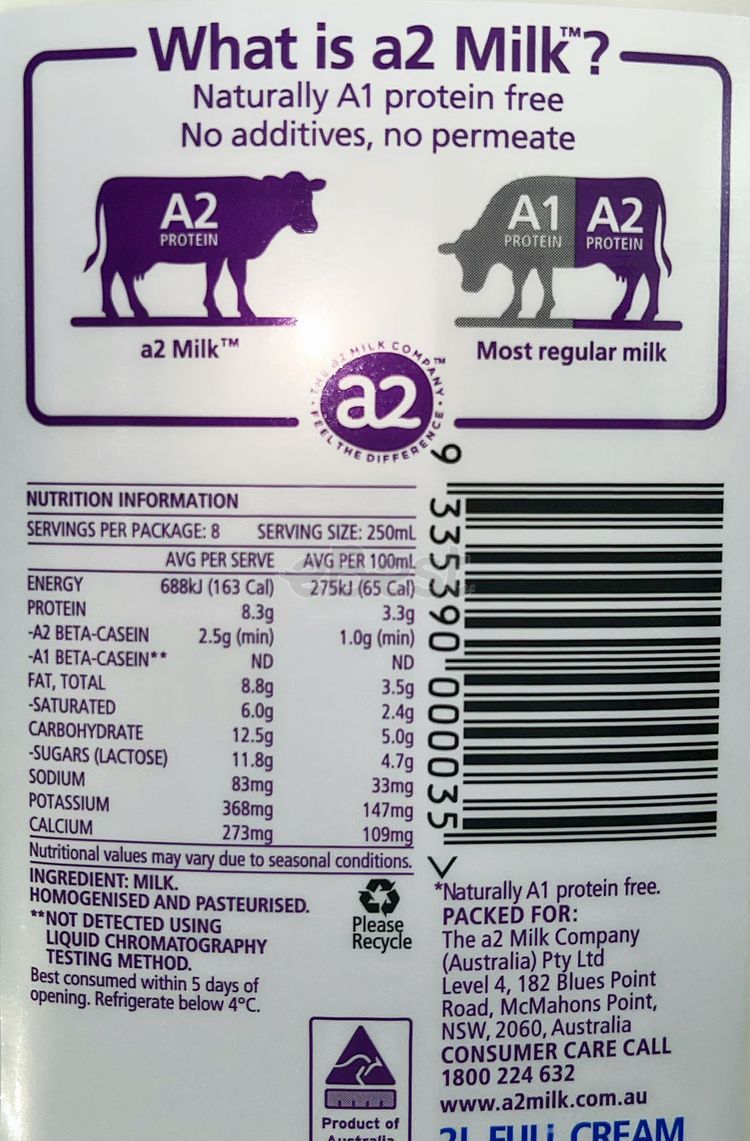 What is a2 Milk™?
Naturally A1 protein free
No additives, no permeate
A2
PROTEIN
a2 Milk™
A1 A2
PROTEIN PROTEIN
Most regular milk
THE a2 MILK COMPANY™ • FEEL THE DIFFERENCE •
a2
NUTRITION INFORMATION
SERVINGS PER PACKAGE: 8 SERVING SIZE: 250mL
AVG PER SERVE AVG PER 100mL
ENERGY 688kJ (163 Cal) 275kJ (65 Cal)
PROTEIN 8.3g 3.3g
-A2 BETA-CASEIN 2.5g (min) 1.0g (min)
-A1 BETA-CASEIN** ND ND
FAT, TOTAL 8.8g 3.5g
-SATURATED 6.0g 2.4g
CARBOHYDRATE 12.5g 5.0g
-SUGARS (LACTOSE) 11.8g 4.7g
SODIUM 83mg 33mg
POTASSIUM 368mg 147mg
CALCIUM 273mg 109mg
Nutritional values may vary due to seasonal conditions.
INGREDIENT: MILK.
HOMOGENISED AND PASTEURISED.
**NOT DETECTED USING
LIQUID CHROMATOGRAPHY
TESTING METHOD.
Best consumed within 5 days of
opening. Refrigerate below 4°C.
Please
Recycle
9 335390 000035 >
*Naturally A1 protein free.
PACKED FOR:
The a2 Milk Company
(Australia) Pty Ltd
Level 4, 182 Blues Point
Road, McMahons Point,
NSW, 2060, Australia
CONSUMER CARE CALL
1800 224 632
www.a2milk.com.au
Product of
Australia
2L FULL CREAM